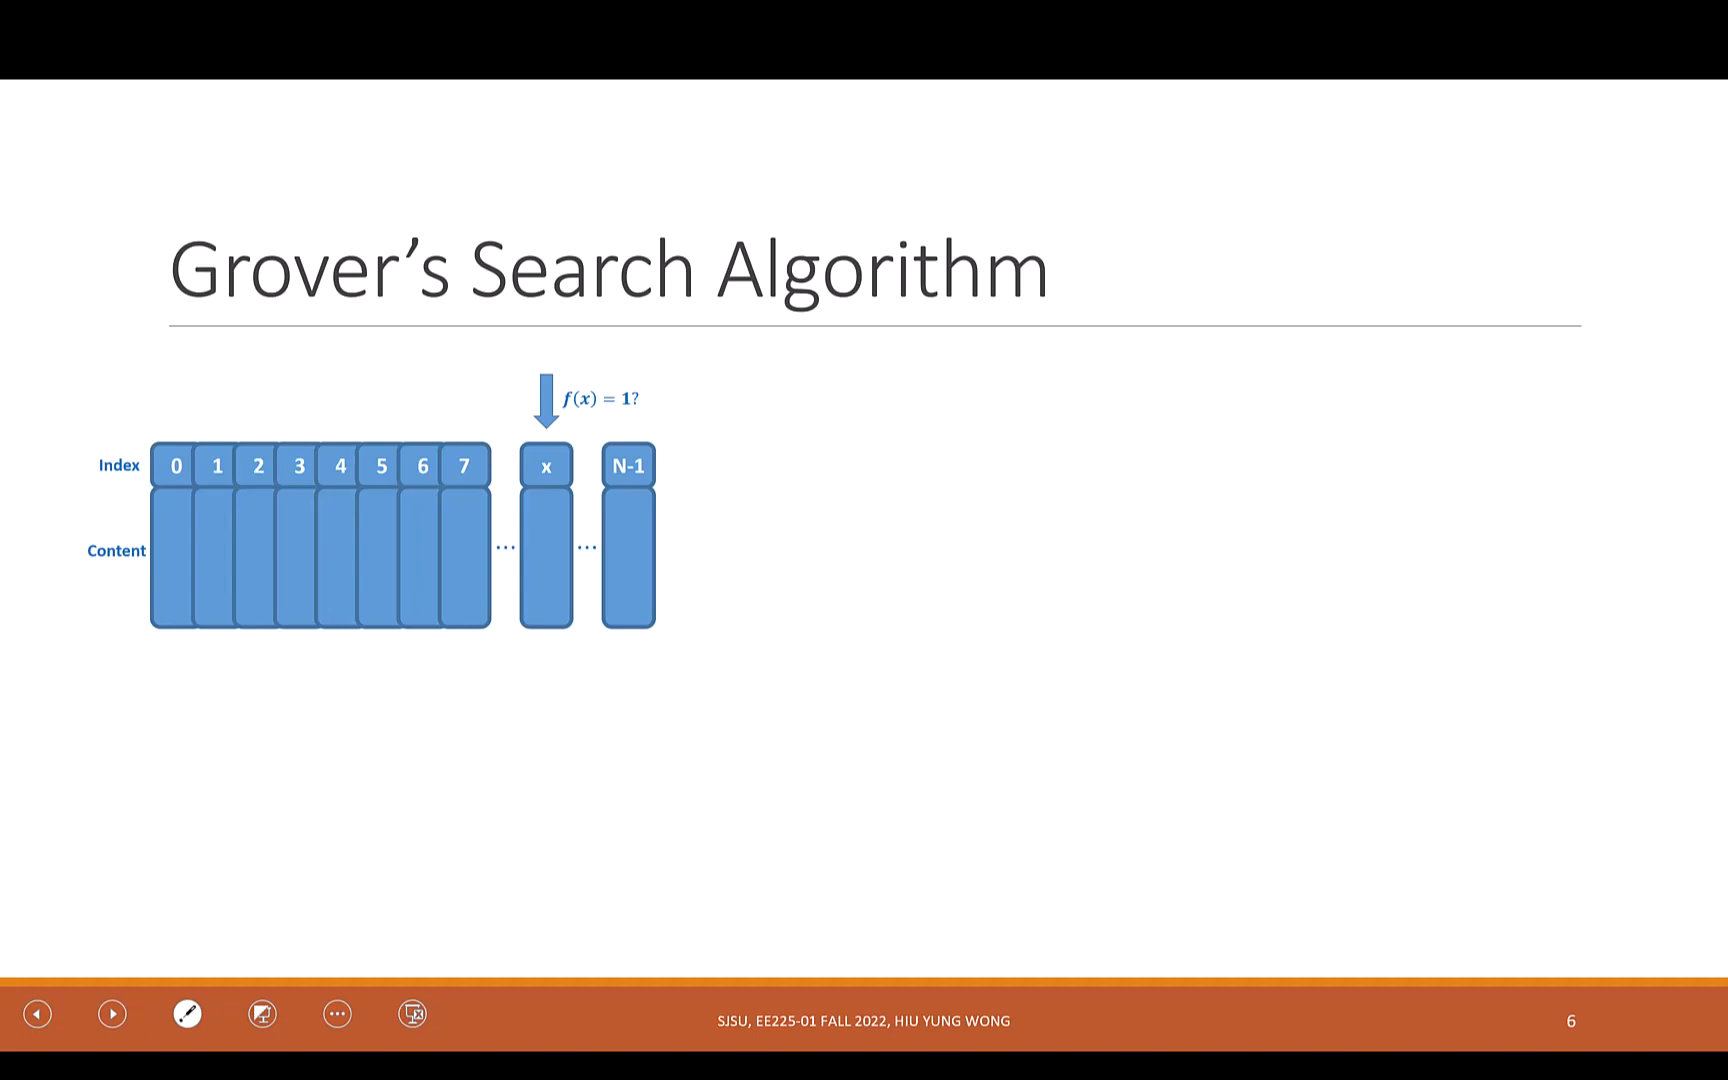 Grover’s Search Algorithm
f(x) = 1?
Index 0 1 2 3 4 5 6 7 x N-1
Content ... ...
SJSU, EE225-01 FALL 2022, HIU YUNG WONG 6